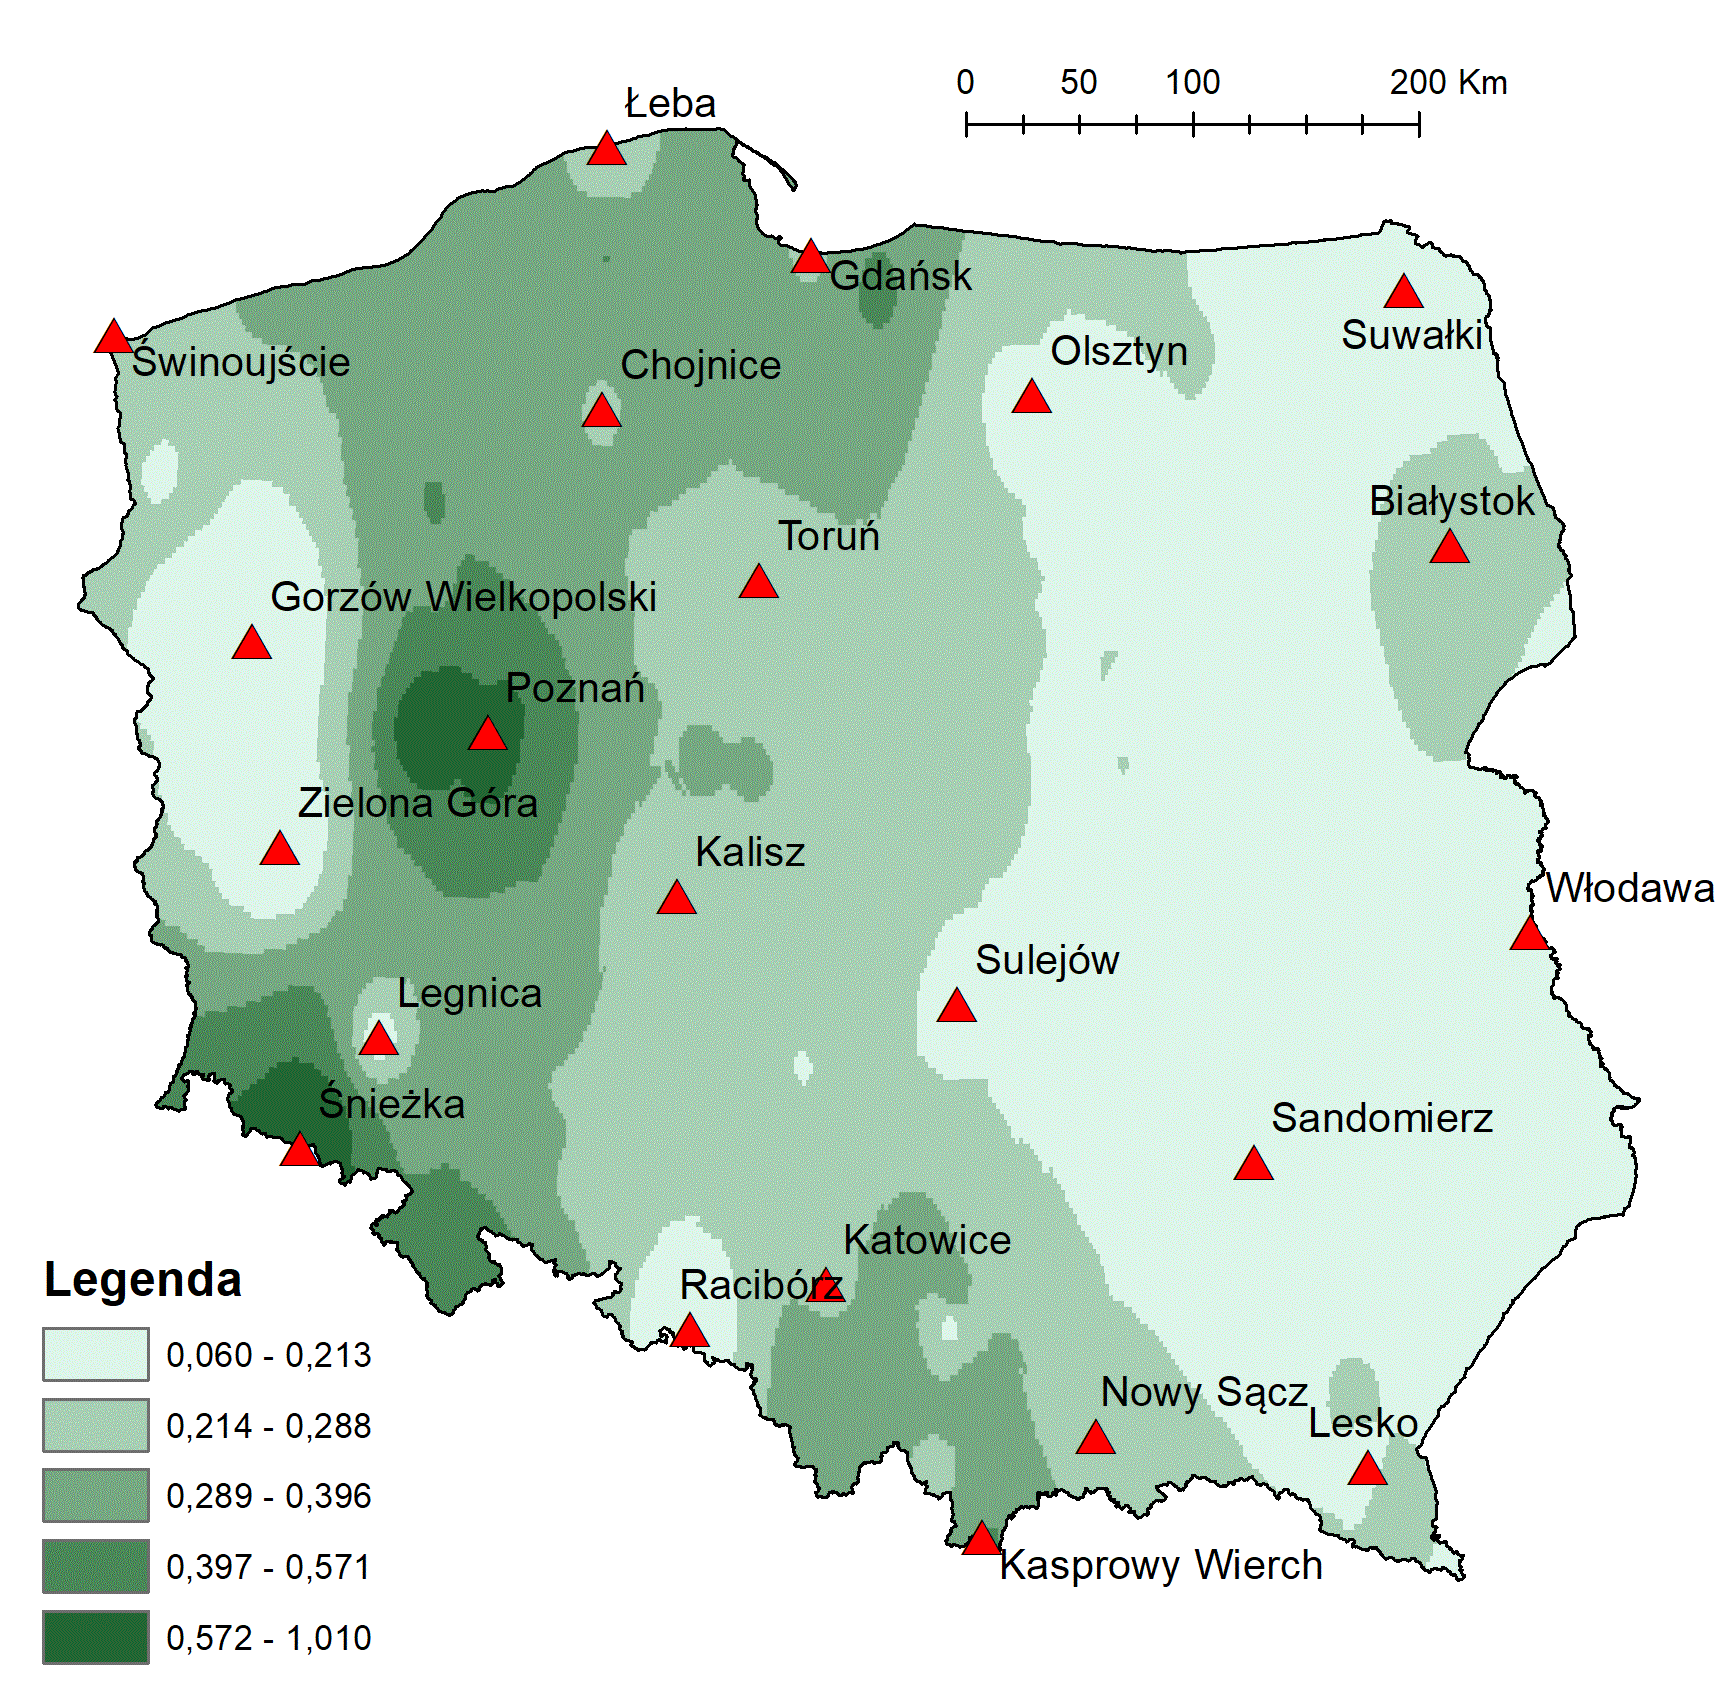 0 50 100 200 Km
Łeba
Gdańsk
Suwałki
Świnoujście
Chojnice
Olsztyn
Białystok
Toruń
Gorzów Wielkopolski
Poznań
Zielona Góra
Kalisz
Włodawa
Sulejów
Legnica
Śnieżka
Sandomierz
Katowice
Racibórz
Nowy Sącz
Lesko
Kasprowy Wierch
Legenda
0,060 - 0,213
0,214 - 0,288
0,289 - 0,396
0,397 - 0,571
0,572 - 1,010